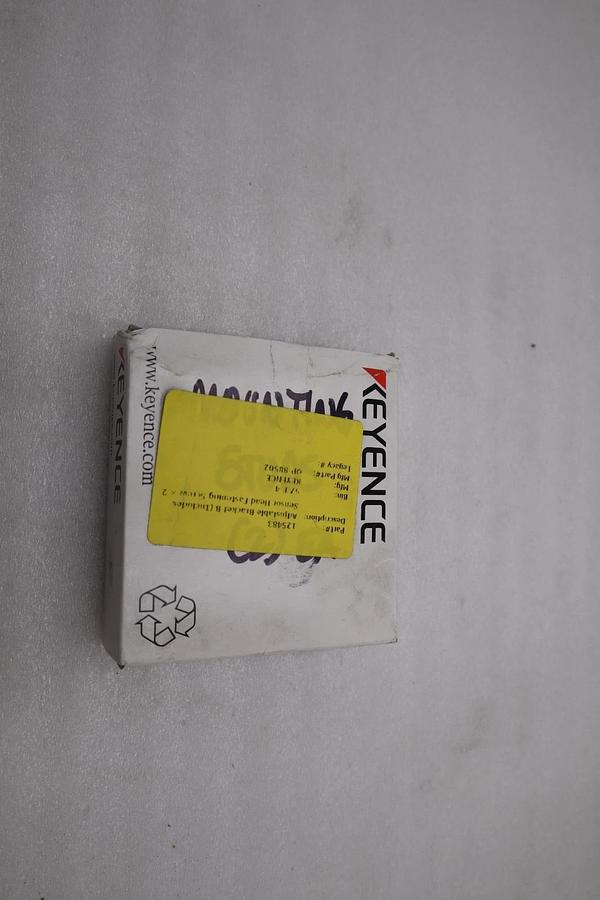 KEYENCE
www.keyence.com
KEYENCE
MOUNTING
Part#: 125483
Description: Adjustable Bracket B (Includes
Sensor Head Fastening Screw × 2
Bin:
Mfg: KEYENCE
Mfg Part#: OP 88502
Legacy #